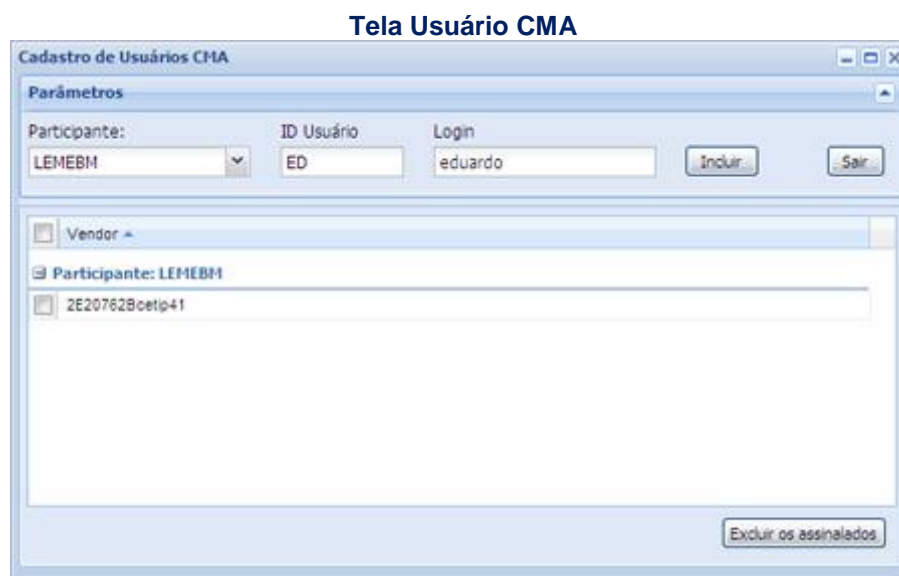 Tela Usuário CMA
Cadastro de Usuários CMA
Parâmetros
Participante: ID Usuário Login
LEMEBM ED eduardo Incluir Sair
Vendor
Participante: LEMEBM
2E20762Bcetip41
Excluir os assinalados